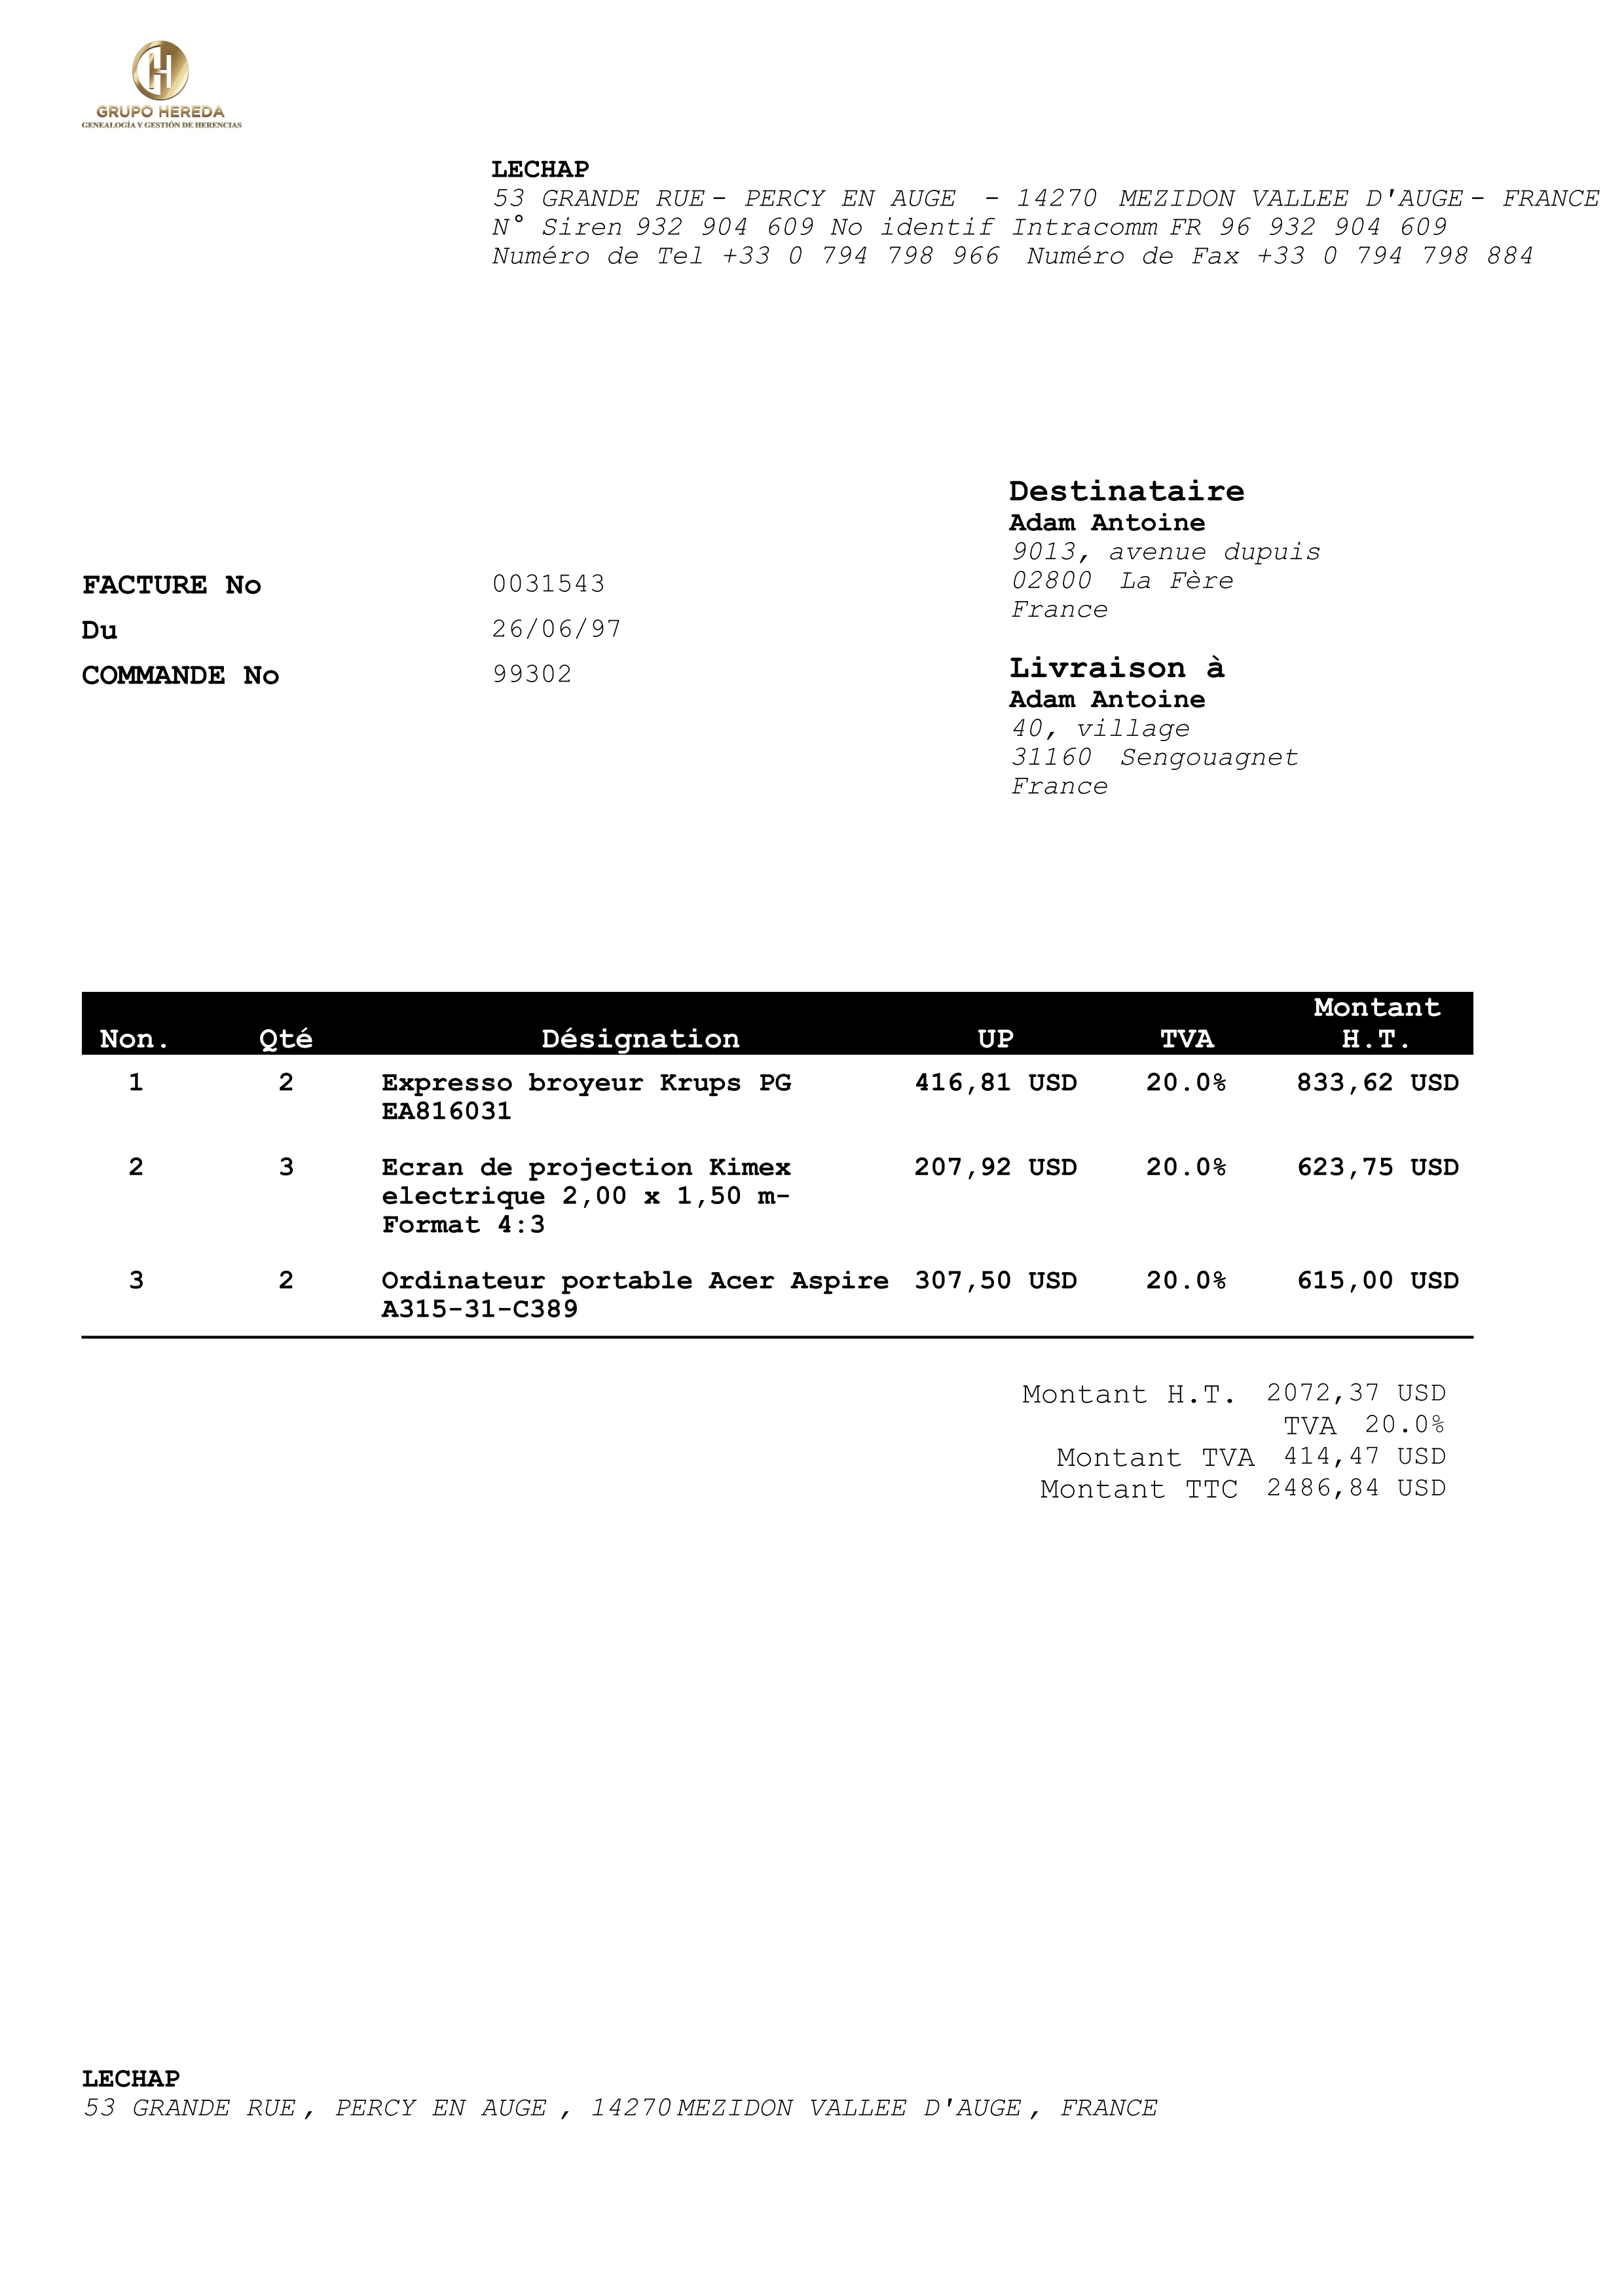 GRUPO HEREDA
GENEALOGÍA Y GESTIÓN DE HERENCIAS
LECHAP
53 GRANDE RUE - PERCY EN AUGE - 14270 MEZIDON VALLEE D'AUGE - FRANCE
N° Siren 932 904 609 No identif Intracomm FR 96 932 904 609
Numéro de Tel +33 0 794 798 966 Numéro de Fax +33 0 794 798 884
Destinataire
Adam Antoine
9013, avenue dupuis
02800 La Fère
France
FACTURE No 0031543
Du 26/06/97
COMMANDE No 99302
Livraison à
Adam Antoine
40, village
31160 Sengouagnet
France
Non. Qté Désignation UP TVA Montant H.T.
1 2 Expresso broyeur Krups PG 416,81 USD 20.0% 833,62 USD
EA816031
2 3 Ecran de projection Kimex 207,92 USD 20.0% 623,75 USD
electrique 2,00 x 1,50 m-
Format 4:3
3 2 Ordinateur portable Acer Aspire 307,50 USD 20.0% 615,00 USD
A315-31-C389
Montant H.T. 2072,37 USD
TVA 20.0%
Montant TVA 414,47 USD
Montant TTC 2486,84 USD
LECHAP
53 GRANDE RUE , PERCY EN AUGE , 14270 MEZIDON VALLEE D'AUGE , FRANCE